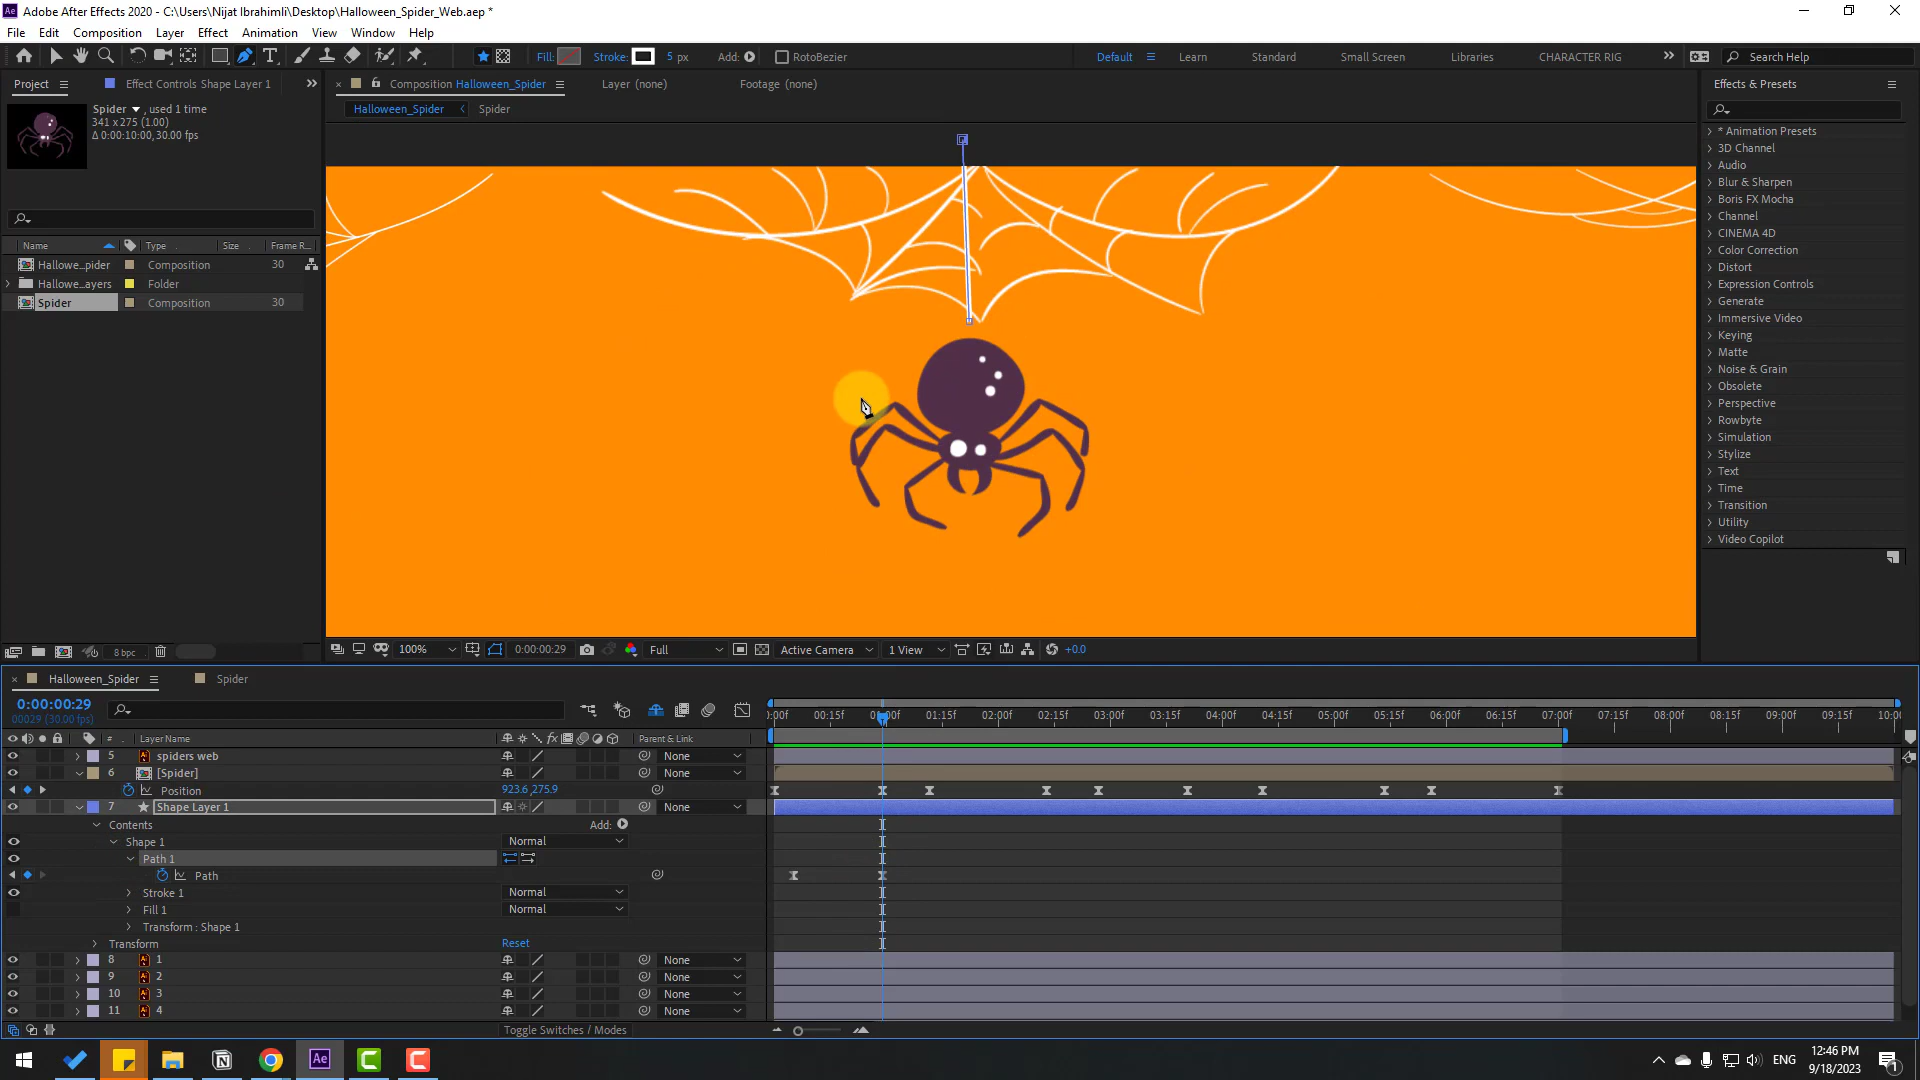 Adobe After Effects 2020 - C:\Users\Nijat Ibrahimli\Desktop\Halloween_Spider_Web.aep *
File Edit Composition Layer Effect Animation View Window Help
Fill: Stroke: 5 px Add: RotoBezier Default Learn Standard Small Screen Libraries CHARACTER RIG Search Help
Project Effect Controls Shape Layer 1 Composition Halloween_Spider Layer (none) Footage (none) Effects & Presets
Spider , used 1 time
341 x 275 (1.00)
Δ 0:00:10:00, 30.00 fps
Halloween_Spider Spider
Name Type Size Frame R...
Hallowe...pider Composition 30
Hallowe...ayers Folder
Spider Composition 30
* Animation Presets
3D Channel
Audio
Blur & Sharpen
Boris FX Mocha
Channel
CINEMA 4D
Color Correction
Distort
Expression Controls
Generate
Immersive Video
Keying
Matte
Noise & Grain
Obsolete
Perspective
Rowbyte
Simulation
Stylize
Text
Time
Transition
Utility
Video Copilot
8 bpc 100% 0:00:00:29 Full Active Camera 1 View +0.0
Halloween_Spider Spider
0:00:00:29
00029 (30.00 fps)
:00f 00:15f 01:00f 01:15f 02:00f 02:15f 03:00f 03:15f 04:00f 04:15f 05:00f 05:15f 06:00f 06:15f 07:00f 07:15f 08:00f 08:15f 09:00f 09:15f 10:0
# Layer Name Parent & Link
5 spiders web None
6 [Spider] None
Position 923.6,275.9
7 Shape Layer 1 None
Contents Add:
Shape 1 Normal
Path 1
Path
Stroke 1 Normal
Fill 1 Normal
Transform : Shape 1
Transform Reset
8 1 None
9 2 None
10 3 None
11 4 None
Toggle Switches / Modes
Ae ENG 12:46 PM
9/18/2023
1